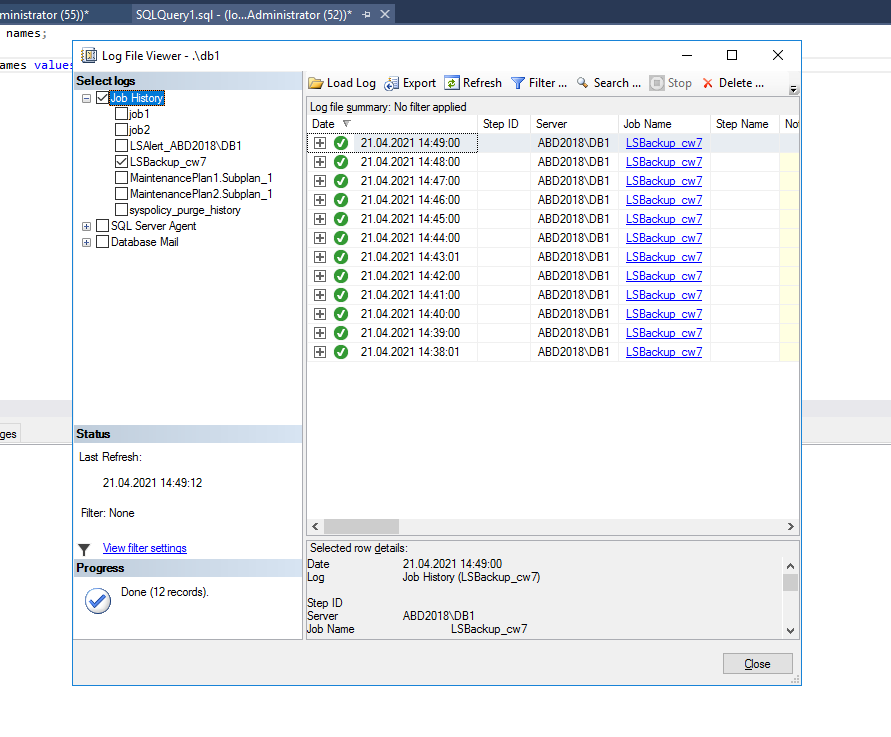 ministrator (55))*
SQLQuery1.sql - (lo...Administrator (52))*
names;
ames values
Log File Viewer - .\db1
Select logs
Job History
job1
job2
LSAlert_ABD2018\DB1
LSBackup_cw7
MaintenancePlan1.Subplan_1
MaintenancePlan2.Subplan_1
syspolicy_purge_history
SQL Server Agent
Database Mail
Status
Last Refresh:
21.04.2021 14:49:12
Filter: None
View filter settings
Progress
Done (12 records).
Load Log Export Refresh Filter ... Search ... Stop Delete ...
Log file summary: No filter applied
Date Step ID Server Job Name Step Name Not
21.04.2021 14:49:00 ABD2018\DB1 LSBackup_cw7
21.04.2021 14:48:00 ABD2018\DB1 LSBackup_cw7
21.04.2021 14:47:00 ABD2018\DB1 LSBackup_cw7
21.04.2021 14:46:00 ABD2018\DB1 LSBackup_cw7
21.04.2021 14:45:00 ABD2018\DB1 LSBackup_cw7
21.04.2021 14:44:00 ABD2018\DB1 LSBackup_cw7
21.04.2021 14:43:01 ABD2018\DB1 LSBackup_cw7
21.04.2021 14:42:00 ABD2018\DB1 LSBackup_cw7
21.04.2021 14:41:00 ABD2018\DB1 LSBackup_cw7
21.04.2021 14:40:00 ABD2018\DB1 LSBackup_cw7
21.04.2021 14:39:00 ABD2018\DB1 LSBackup_cw7
21.04.2021 14:38:01 ABD2018\DB1 LSBackup_cw7
Selected row details:
Date 21.04.2021 14:49:00
Log Job History (LSBackup_cw7)
Step ID
Server ABD2018\DB1
Job Name LSBackup_cw7
Close
ges